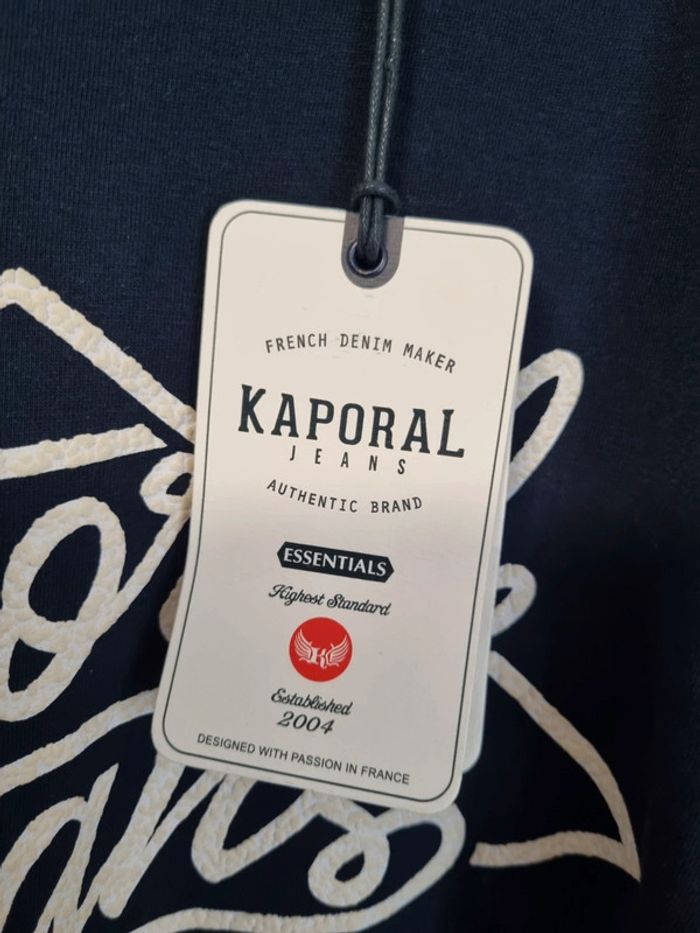 FRENCH DENIM MAKER
KAPORAL
JEANS
AUTHENTIC BRAND
ESSENTIALS
Highest Standard
K
Established
2004
DESIGNED WITH PASSION IN FRANCE